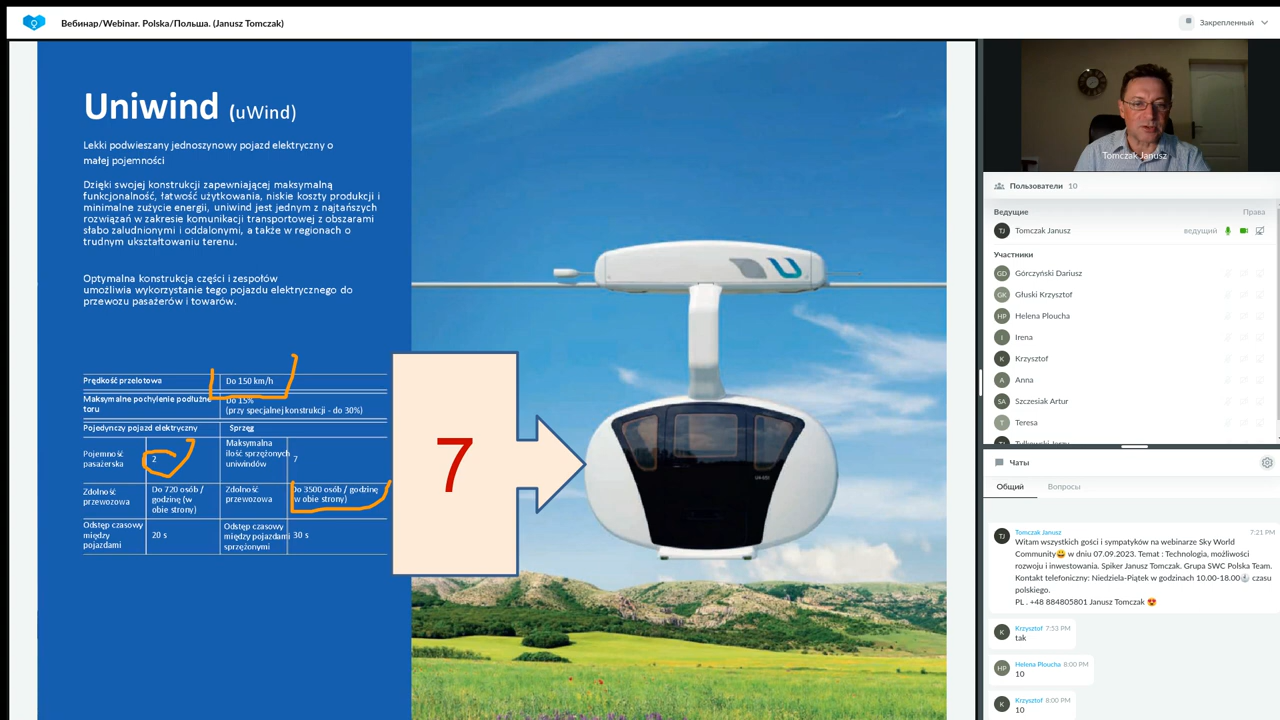 Вебинар/Webinar. Polska/Польша. (Janusz Tomczak)
Закрепленный
Uniwind (uWind)
Lekki podwieszany jednoszynowy pojazd elektryczny o
małej pojemności
Dzięki swojej konstrukcji zapewniającej maksymalną
funkcjonalność, łatwość użytkowania, niskie koszty produkcji i
minimalne zużycie energii, uniwind jest jednym z najtańszych
rozwiązań w zakresie komunikacji transportowej z obszarami
słabo zaludnionymi i oddalonymi, a także w regionach o
trudnym ukształtowaniu terenu.
Optymalna konstrukcja części i zespołów
umożliwia wykorzystanie tego pojazdu elektrycznego do
przewozu pasażerów i towarów.
Prędkość przelotowa
Do 150 km/h
Maksymalne pochylenie podłużne
toru
Do 15%
(przy specjalnej konstrukcji - do 30%)
Pojedynczy pojazd elektryczny
Sprzęg
Pojemność
pasażerska
2
Maksymalna
ilość sprzężonych
uniwindów
7
Zdolność
przewozowa
Do 720 osób /
godzinę (w
obie strony)
Zdolność
przewozowa
Do 3500 osób / godzinę
w obie strony)
Odstęp czasowy
między
pojazdami
20 s
Odstęp czasowy
między pojazdami
sprzężonymi
30 s
7
Tomczak Janusz
Пользователи 10
Ведущие
Права
TJ Tomczak Janusz
ведущий
Участники
GD Górczyński Dariusz
GK Głuski Krzysztof
HP Helena Ploucha
I Irena
K Krzysztof
A Anna
SA Szczesiak Artur
T Teresa
Tylkowski Jerzy
Чаты
Общий
Вопросы
TJ Tomczak Janusz 7:21 PM
Witam wszystkich gości i sympatyków na webinarze Sky World
Community😃 w dniu 07.09.2023. Temat : Technologia, możliwości
rozwoju i inwestowania. Spiker Janusz Tomczak. Grupa SWC Polska Team.
Kontakt telefoniczny: Niedziela-Piątek w godzinach 10.00-18.00 czasu
polskiego.
PL . +48 884805801 Janusz Tomczak 😍
K Krzysztof 7:53 PM
tak
HP Helena Ploucha 8:00 PM
10
K Krzysztof 8:00 PM
10